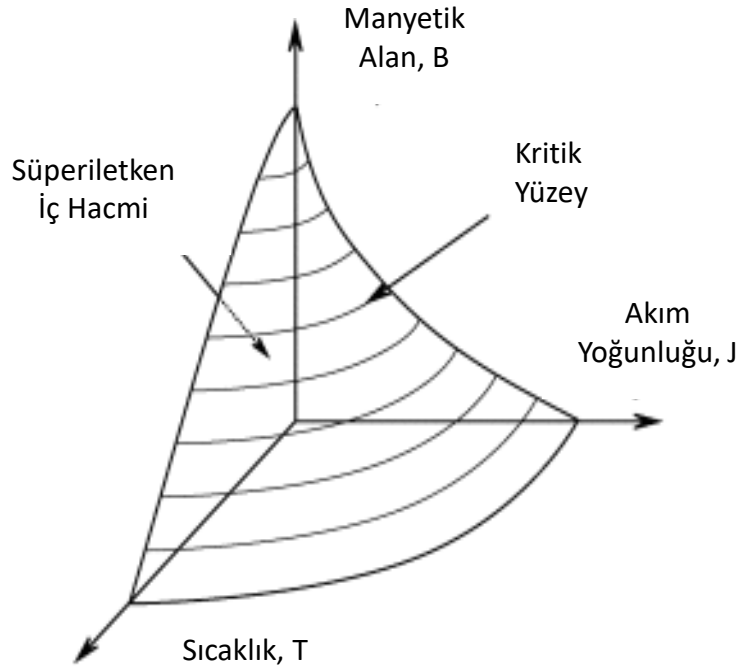 Manyetik
Alan, B
Süperiletken
İç Hacmi
Kritik
Yüzey
Akım
Yoğunluğu, J
Sıcaklık, T